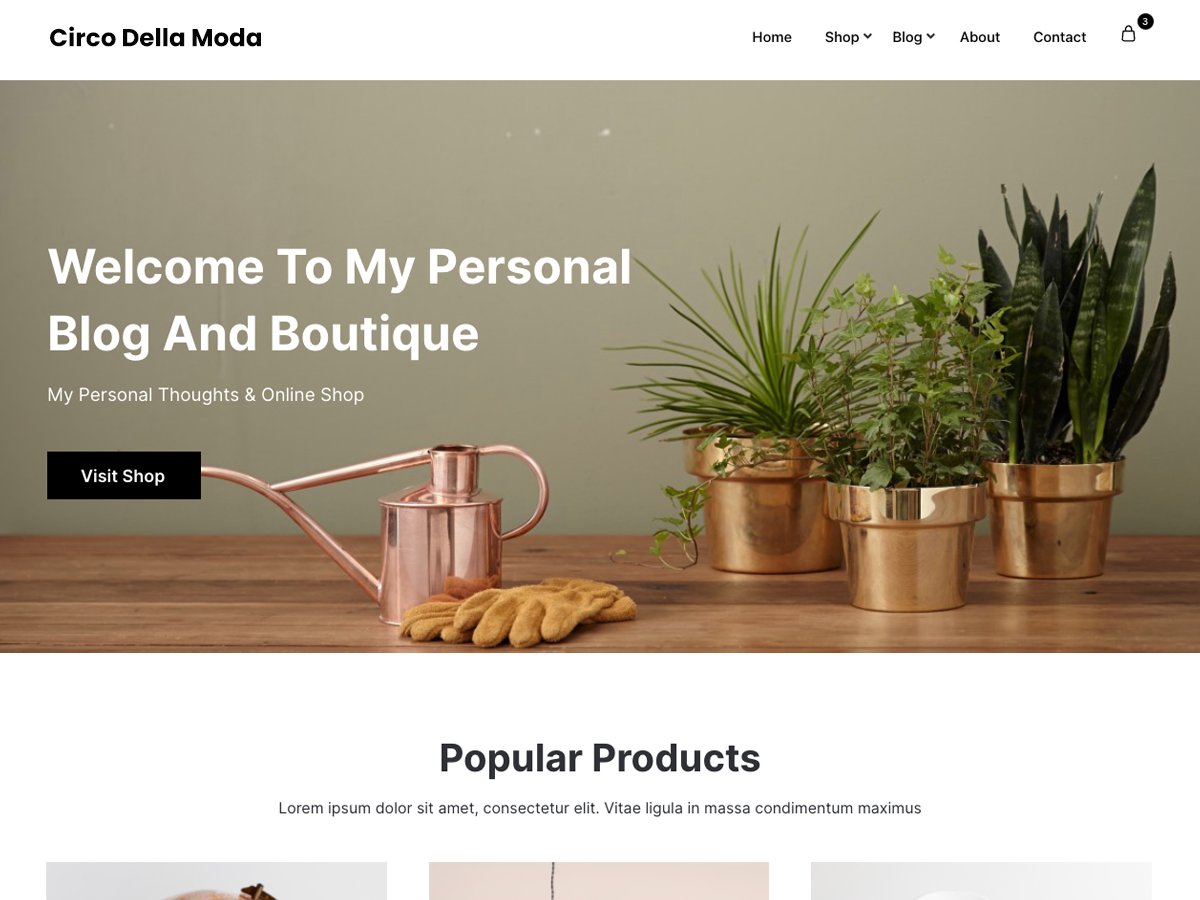 Circo Della Moda
Home Shop Blog About Contact 3
Welcome To My Personal
Blog And Boutique
My Personal Thoughts & Online Shop
Visit Shop
Popular Products
Lorem ipsum dolor sit amet, consectetur elit. Vitae ligula in massa condimentum maximus